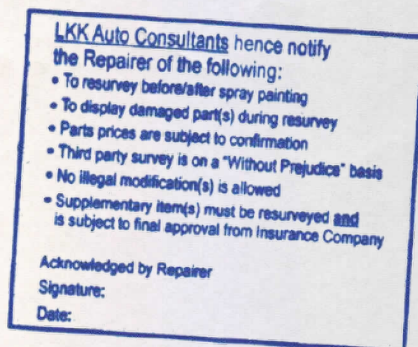 LKK Auto Consultants hence notify
the Repairer of the following:
• To resurvey before/after spray painting
• To display damaged part(s) during resurvey
• Parts prices are subject to confirmation
• Third party survey is on a "Without Prejudice" basis
• No illegal modification(s) is allowed
• Supplementary item(s) must be resurveyed and
is subject to final approval from Insurance Company
Acknowledged by Repairer
Signature:
Date: